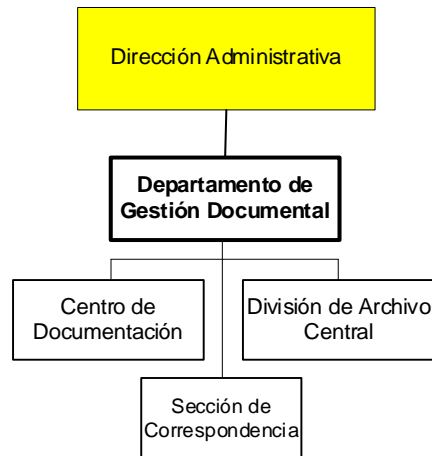 Dirección Administrativa
Departamento de
Gestión Documental
Centro de
Documentación
División de Archivo
Central
Sección de
Correspondencia